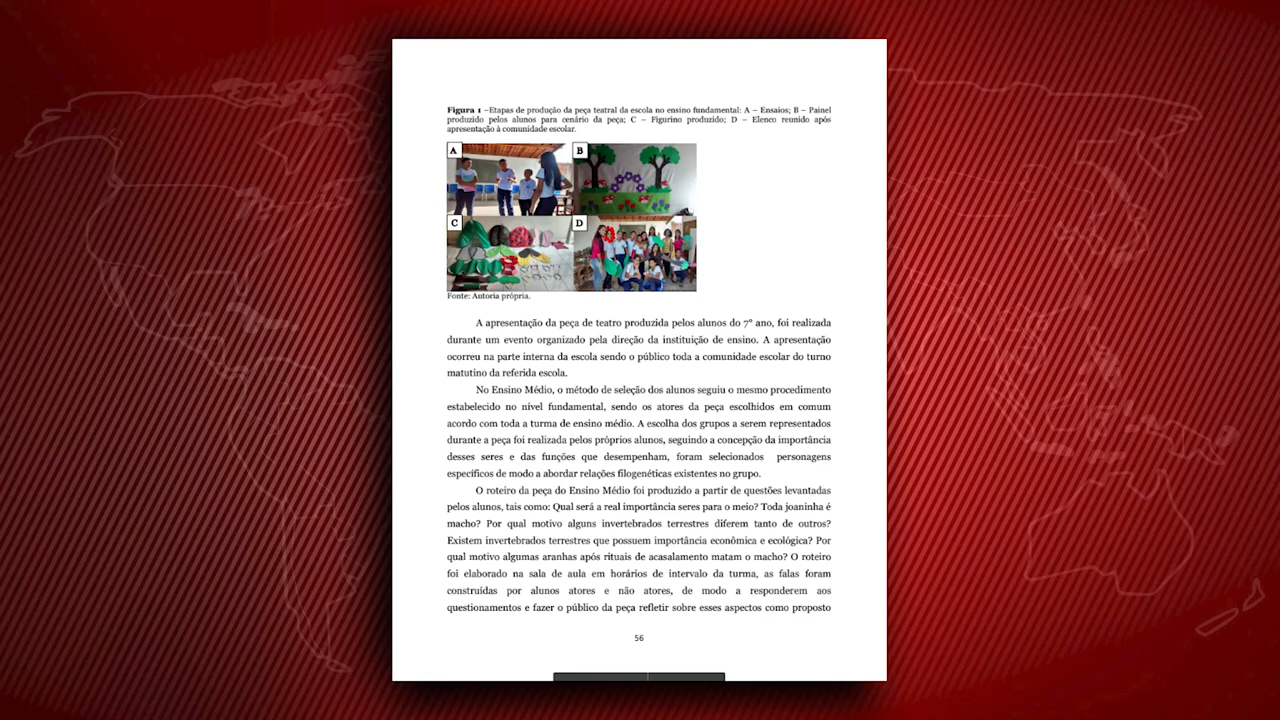 Figura 1 –Etapas de produção da peça teatral da escola no ensino fundamental: A – Ensaios; B – Painel
produzido pelos alunos para cenário da peça; C – Figurino produzido; D – Elenco reunido após
apresentação à comunidade escolar.
A B
C D
Fonte: Autoria própria.
A apresentação da peça de teatro produzida pelos alunos do 7º ano, foi realizada
durante um evento organizado pela direção da instituição de ensino. A apresentação
ocorreu na parte interna da escola sendo o público toda a comunidade escolar do turno
matutino da referida escola.
No Ensino Médio, o método de seleção dos alunos seguiu o mesmo procedimento
estabelecido no nível fundamental, sendo os atores da peça escolhidos em comum
acordo com toda a turma de ensino médio. A escolha dos grupos a serem representados
durante a peça foi realizada pelos próprios alunos, seguindo a concepção da importância
desses seres e das funções que desempenham, foram selecionados personagens
específicos de modo a abordar relações filogenéticas existentes no grupo.
O roteiro da peça do Ensino Médio foi produzido a partir de questões levantadas
pelos alunos, tais como: Qual será a real importância seres para o meio? Toda joaninha é
macho? Por qual motivo alguns invertebrados terrestres diferem tanto de outros?
Existem invertebrados terrestres que possuem importância econômica e ecológica? Por
qual motivo algumas aranhas após rituais de acasalamento matam o macho? O roteiro
foi elaborado na sala de aula em horários de intervalo da turma, as falas foram
construídas por alunos atores e não atores, de modo a responderem aos
questionamentos e fazer o público da peça refletir sobre esses aspectos como proposto
56